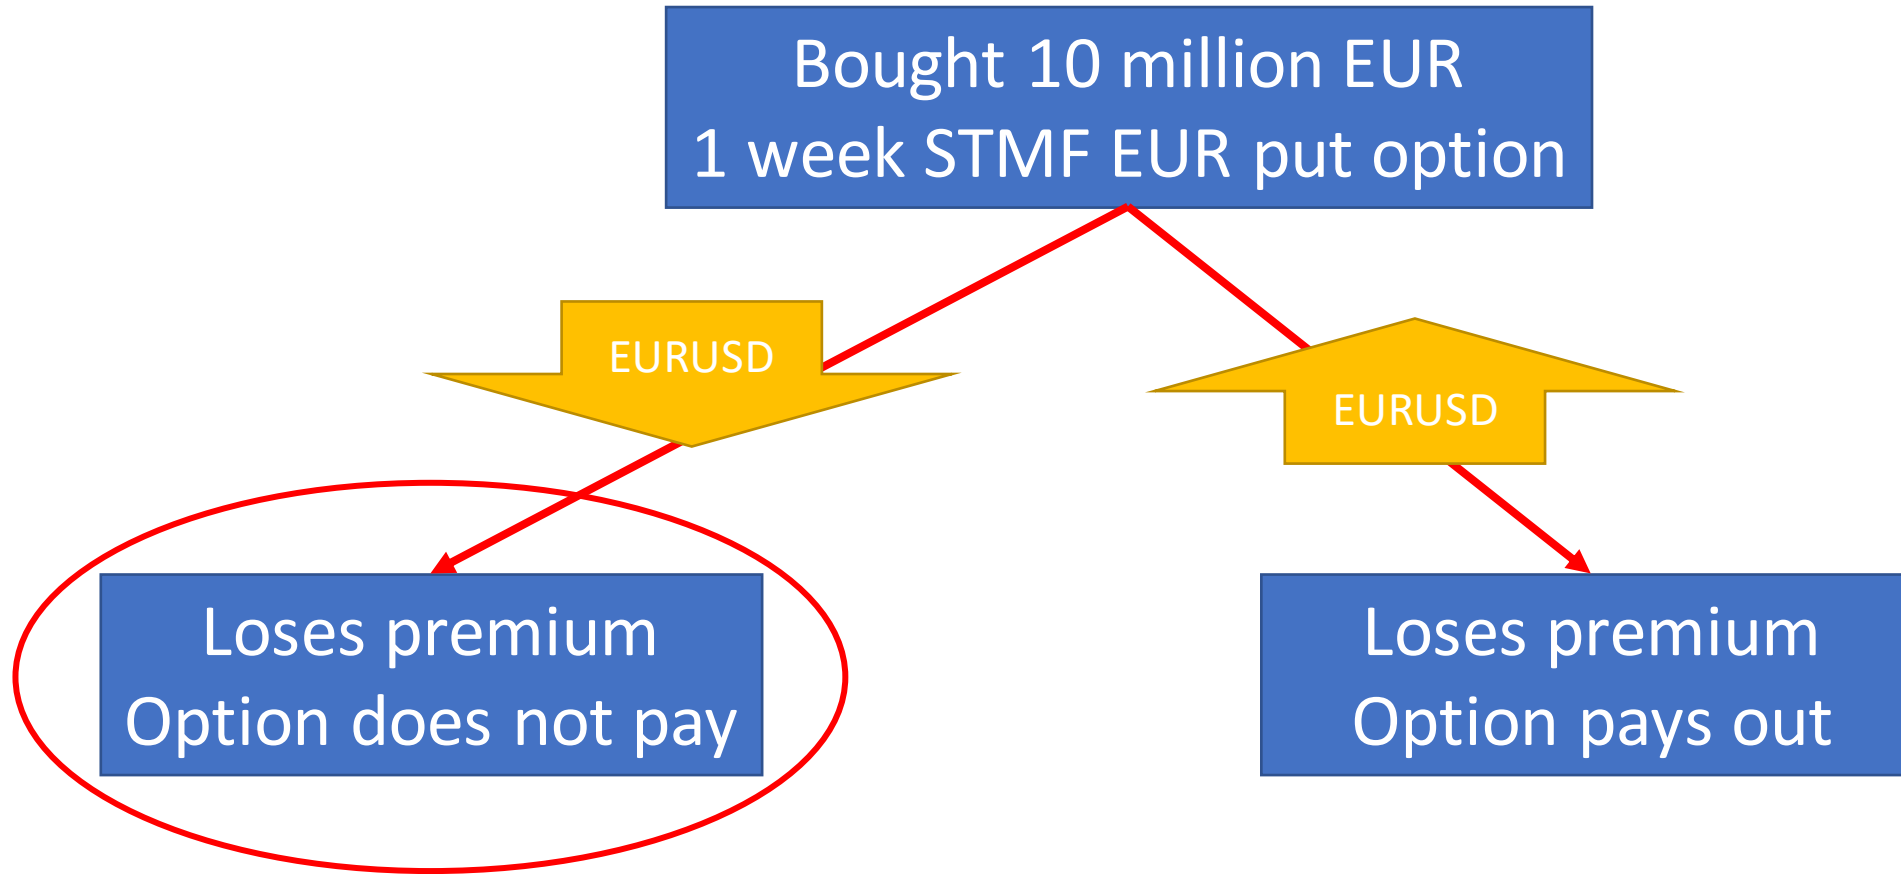 Bought 10 million EUR
1 week STMF EUR put option
EURUSD
EURUSD
Loses premium
Option does not pay
Loses premium
Option pays out